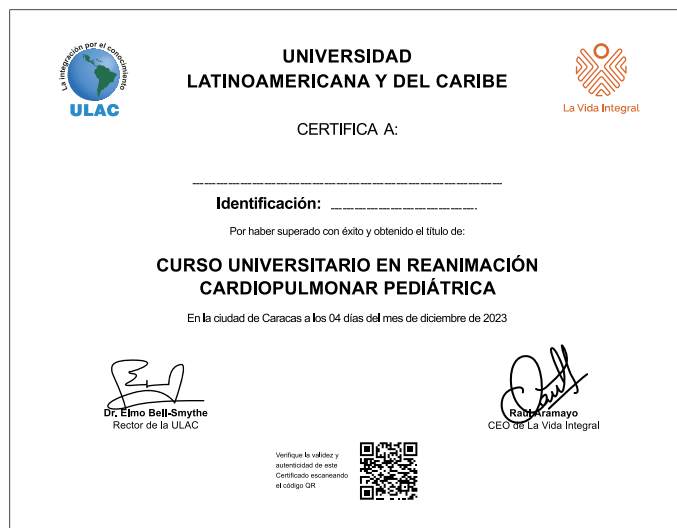 La integración por el conocimiento
ULAC
UNIVERSIDAD
LATINOAMERICANA Y DEL CARIBE
La Vida Integral
CERTIFICA A:
Identificación:
Por haber superado con éxito y obtenido el título de:
CURSO UNIVERSITARIO EN REANIMACIÓN
CARDIOPULMONAR PEDIÁTRICA
En la ciudad de Caracas a los 04 días del mes de diciembre de 2023
Dr. Elmo Bell-Smythe
Rector de la ULAC
Raúl Aramayo
CEO de La Vida Integral
Verifique la validez y
autenticidad de este
Certificado escaneando
el código QR